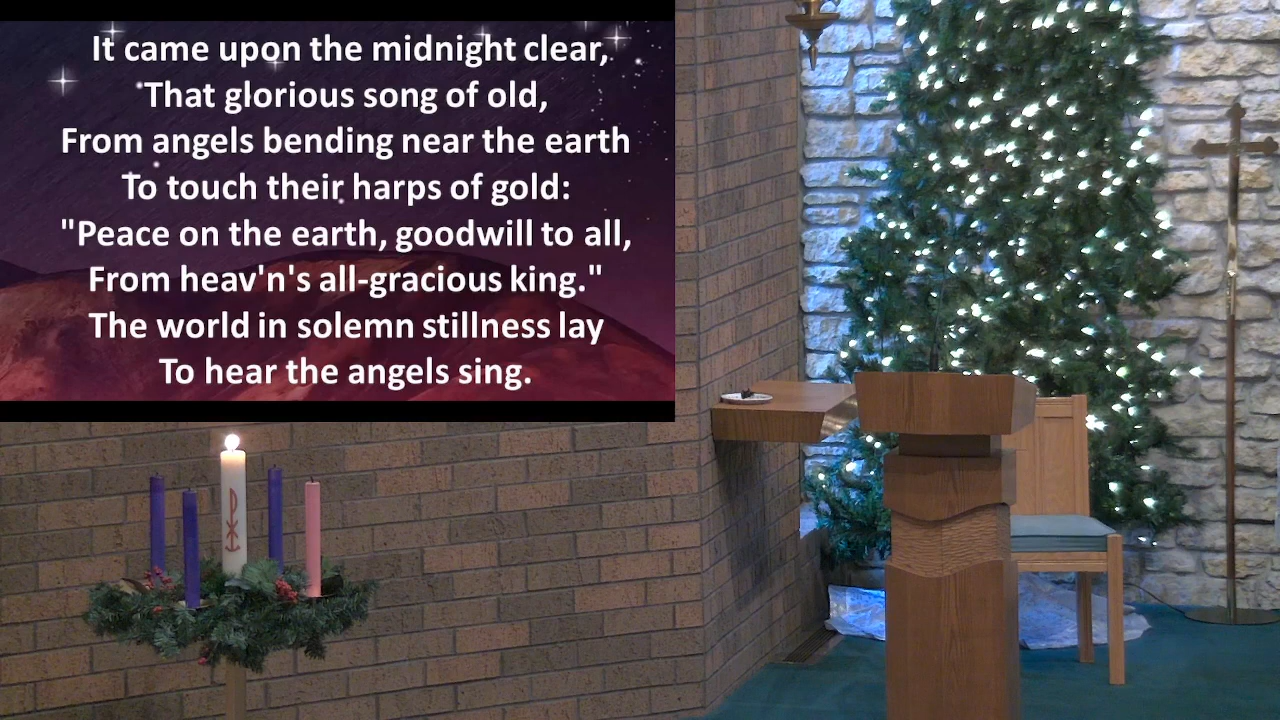 It came upon the midnight clear,
That glorious song of old,
From angels bending near the earth
To touch their harps of gold:
"Peace on the earth, goodwill to all,
From heav'n's all-gracious king."
The world in solemn stillness lay
To hear the angels sing.